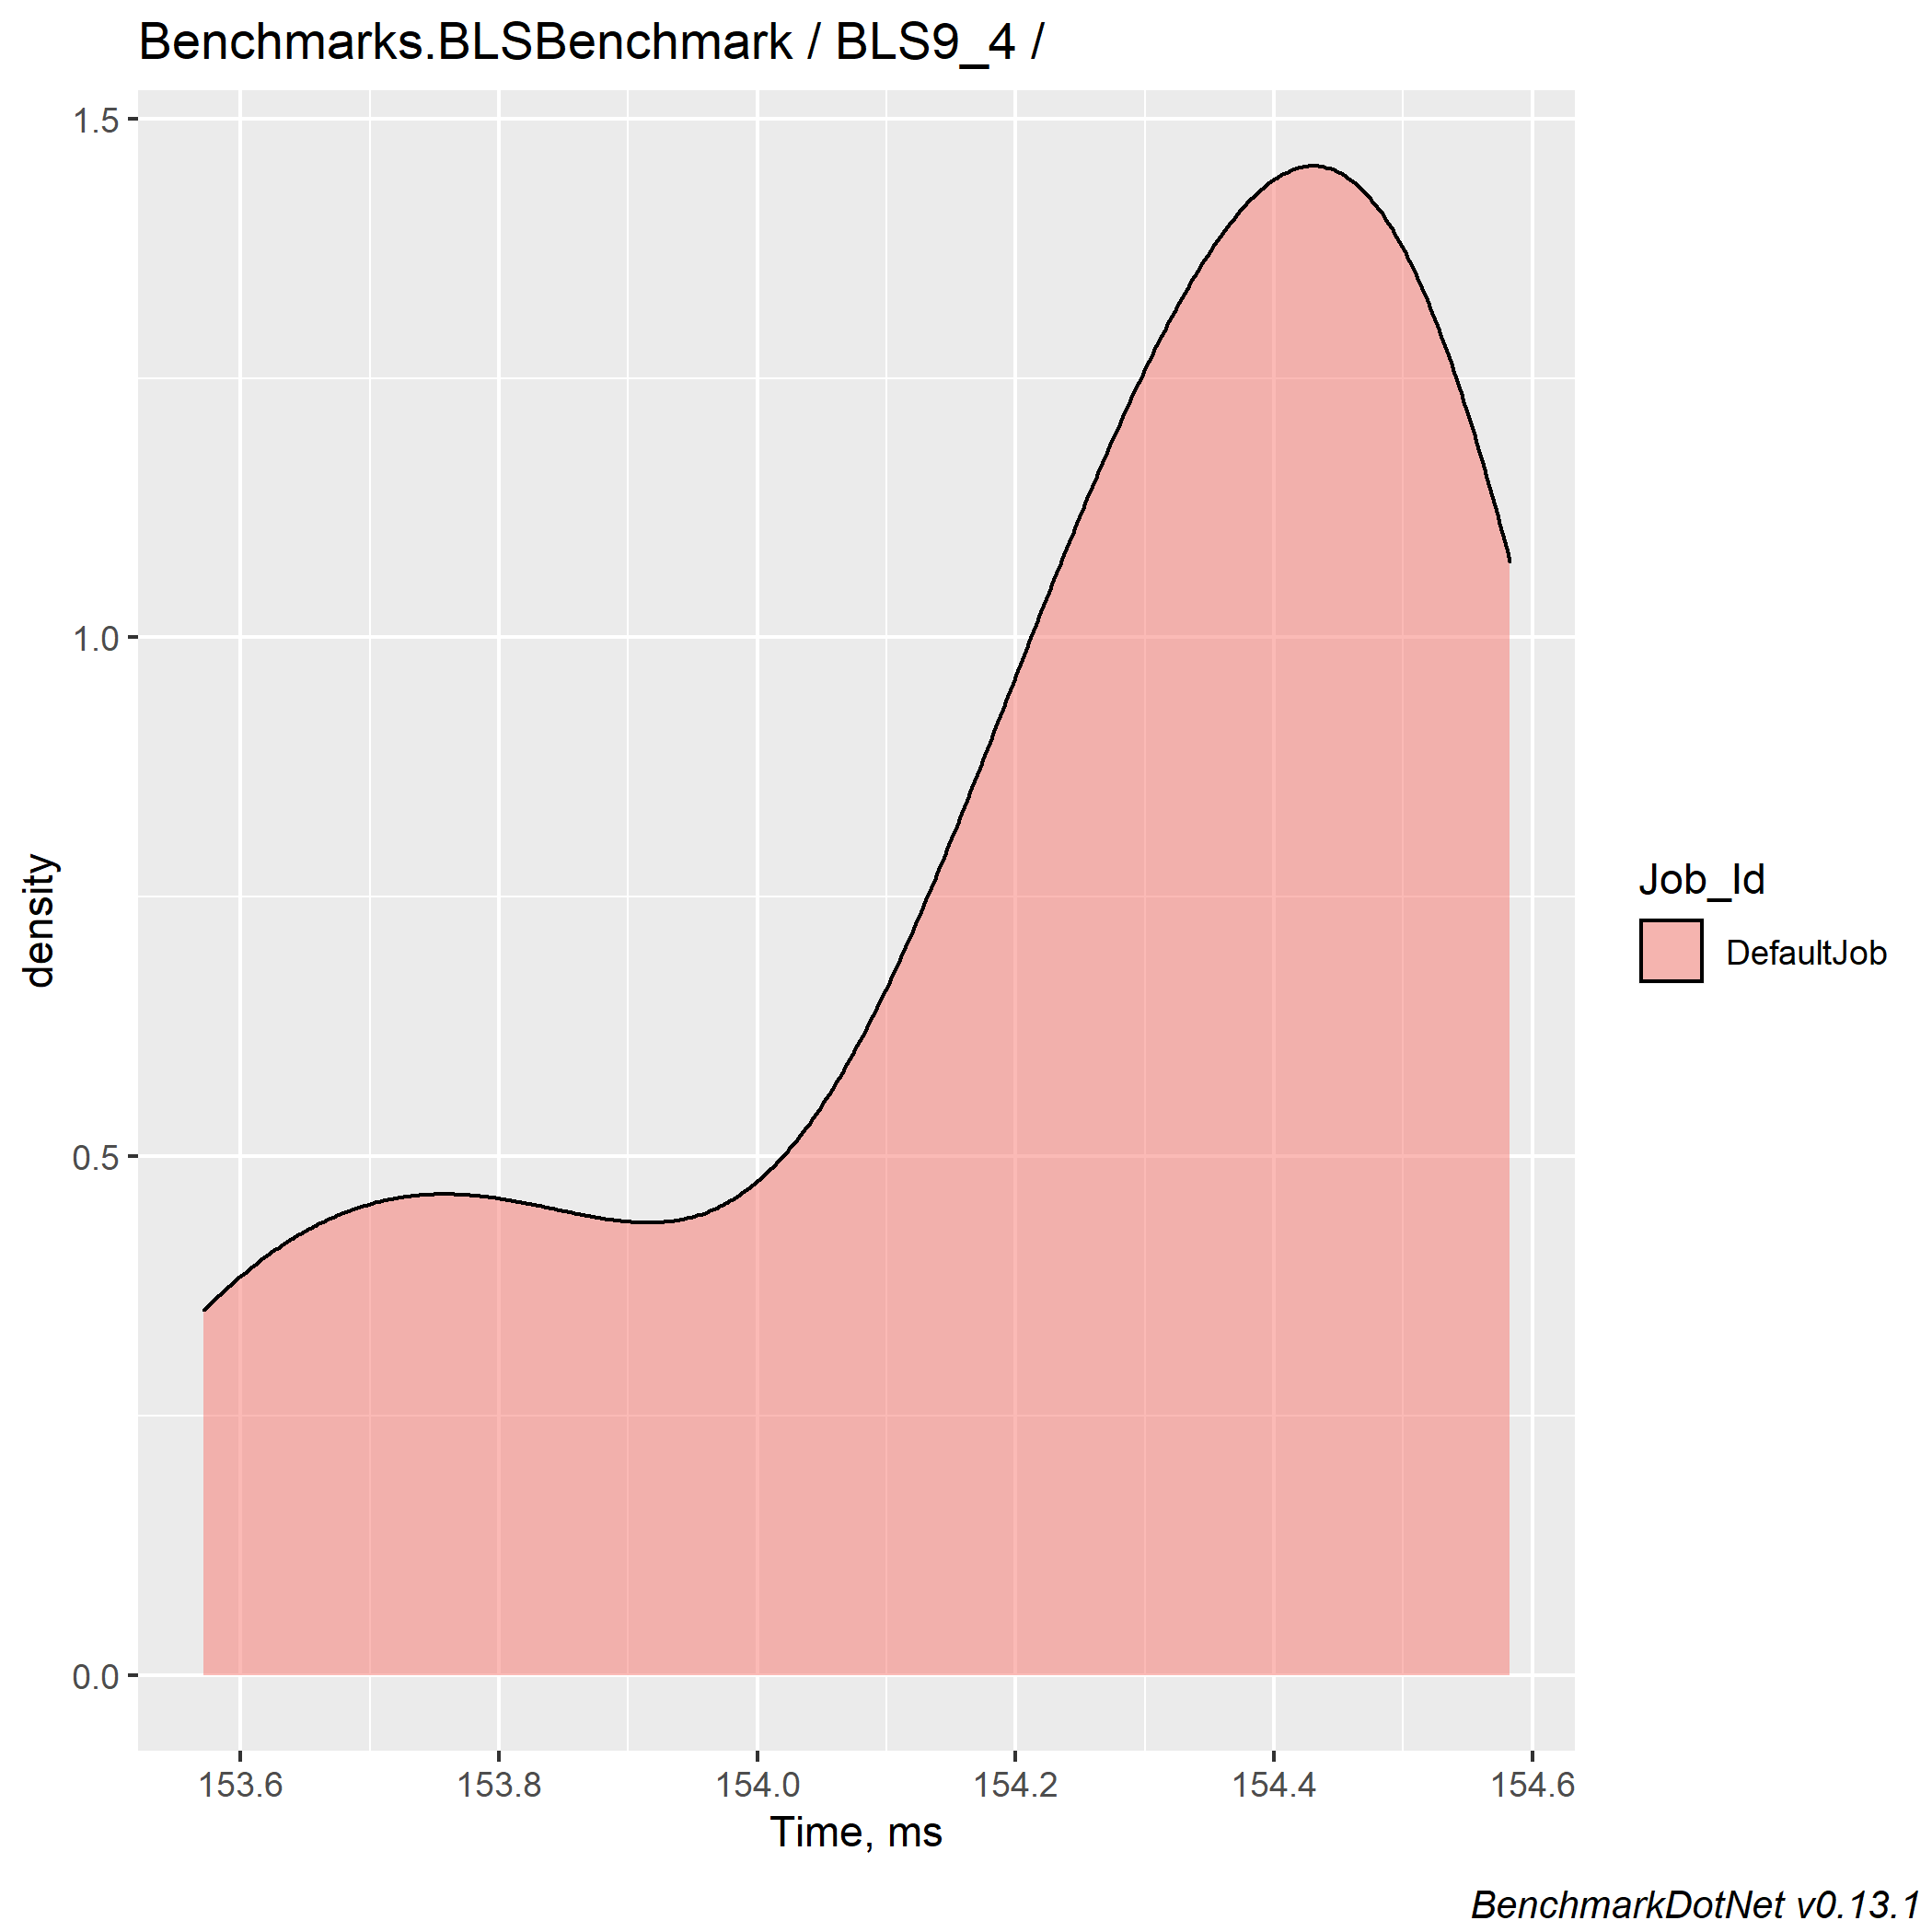 Benchmarks.BLSBenchmark / BLS9_4 /
1.5
1.0
0.5
0.0
density
153.6 153.8 154.0 154.2 154.4 154.6
Time, ms
Job_Id
DefaultJob
BenchmarkDotNet v0.13.1